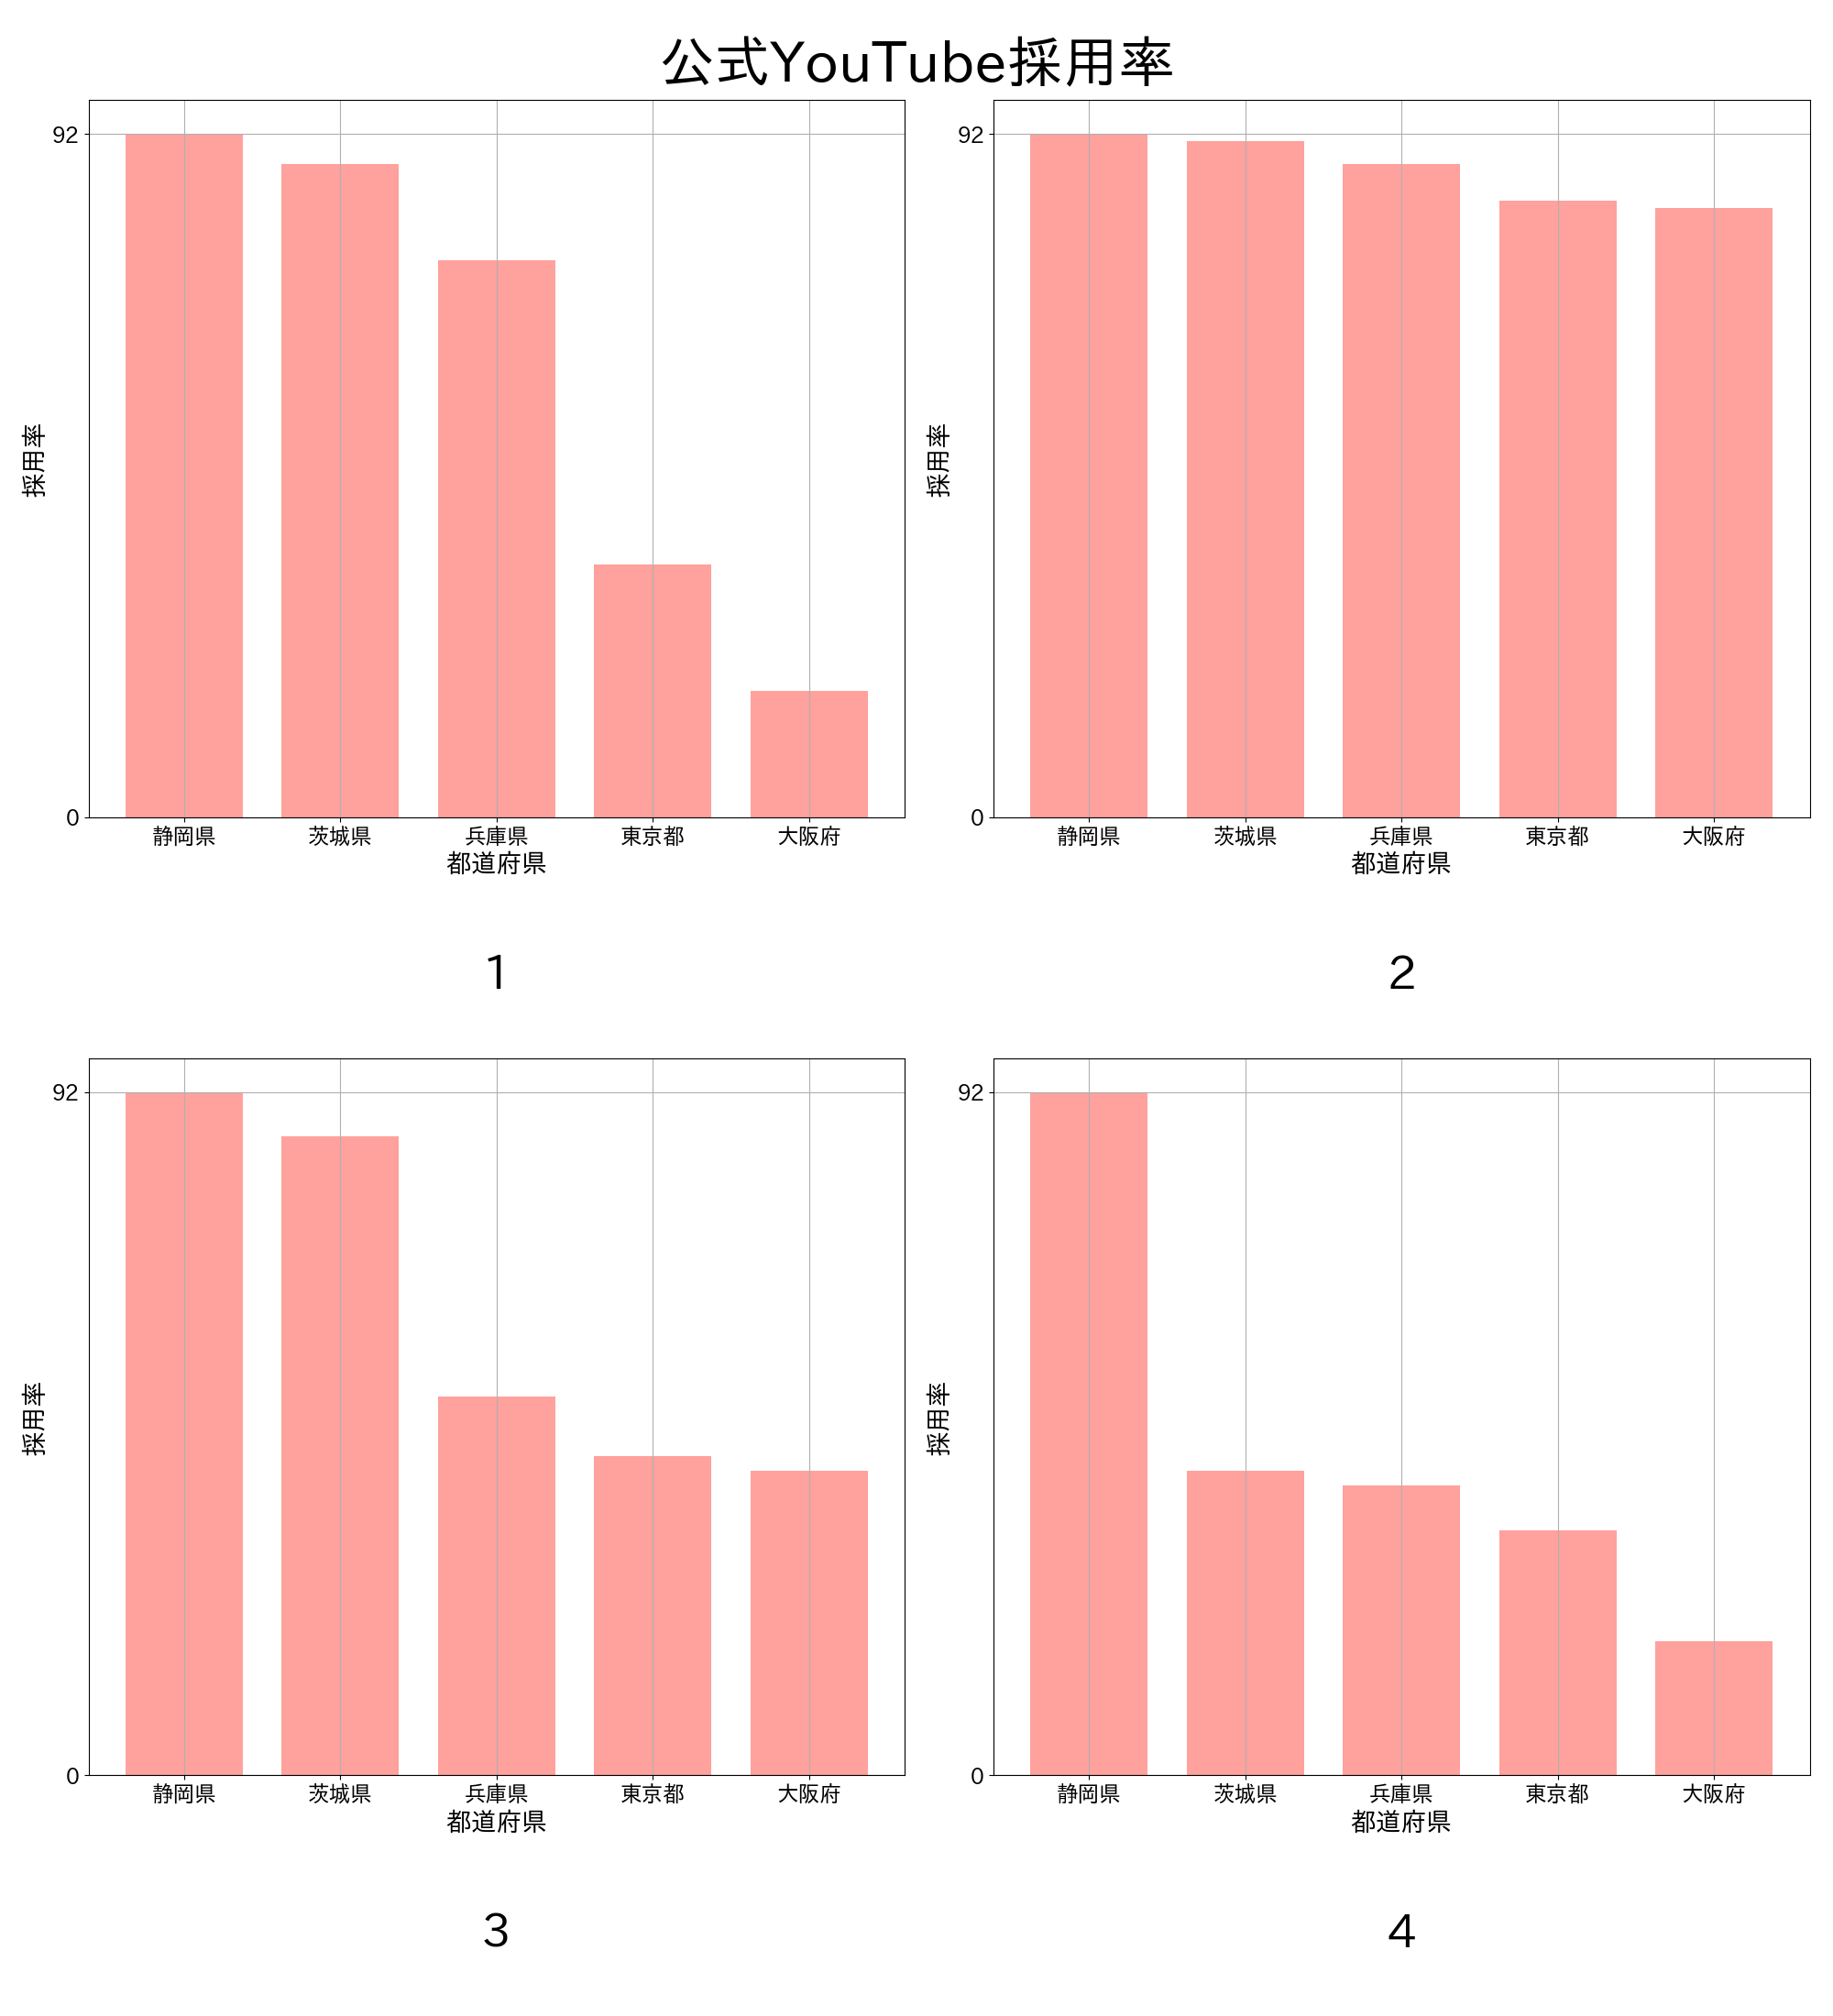 公式YouTube採用率
92
採用率
0
静岡県 茨城県 兵庫県 東京都 大阪府
都道府県
1
92
採用率
0
静岡県 茨城県 兵庫県 東京都 大阪府
都道府県
2
92
採用率
0
静岡県 茨城県 兵庫県 東京都 大阪府
都道府県
3
92
採用率
0
静岡県 茨城県 兵庫県 東京都 大阪府
都道府県
4